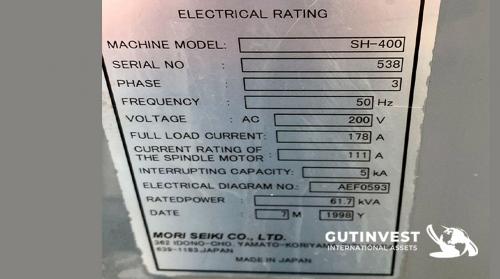 ELECTRICAL RATING
MACHINE MODEL: SH-400
SERIAL NO : 538
PHASE : 3
FREQUENCY : 50 Hz
VOLTAGE : AC 200 V
FULL LOAD CURRENT: 178 A
CURRENT RATING OF
THE SPINDLE MOTOR : 111 A
INTERRUPTING CAPACITY: 5 kA
ELECTRICAL DIAGRAM NO.: AEF0593
RATEDPOWER : 61.7 kVA
DATE : 7 M 1998 Y
MORI SEIKI CO., LTD.
362 IDONO-CHO, YAMATO-KORIYAMA
639-1183,JAPAN
MADE IN JAPAN
GUTINVEST
INTERNATIONAL ASSETS